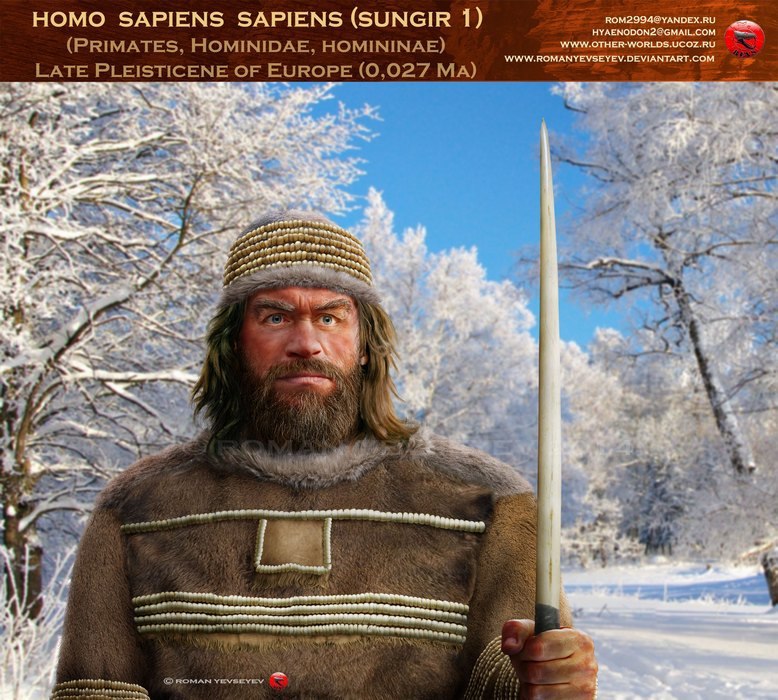 HOMO SAPIENS SAPIENS (SUNGIR 1)
(PRIMATES, HOMINIDAE, HOMININAE)
LATE PLEISTICENE OF EUROPE (0,027 MA)
ROM2994@YANDEX.RU
HYAENODON2@GMAIL.COM
WWW.OTHER-WORLDS.UCOZ.RU
WWW.ROMANYEVSEYEV.DEVIANTART.COM
© ROMAN YEVSEYEV